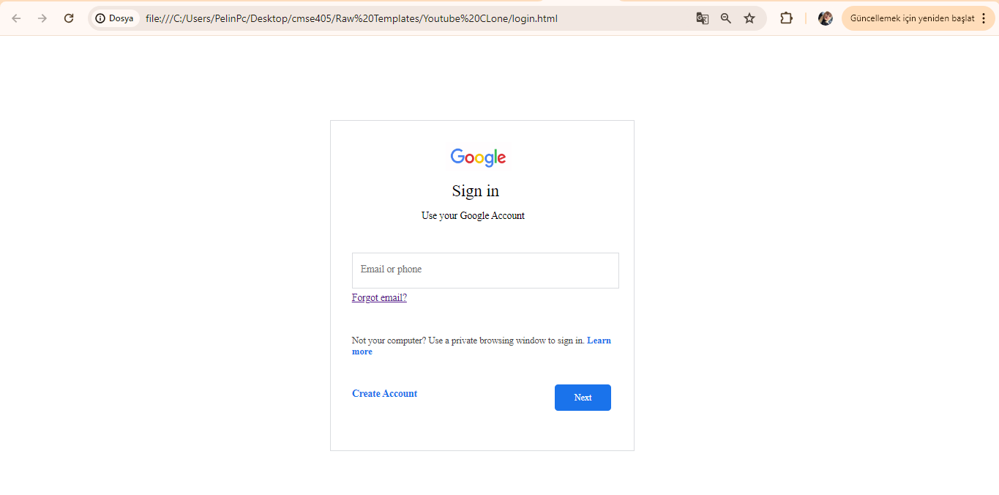 Dosya file:///C:/Users/PelinPc/Desktop/cmse405/Raw%20Templates/Youtube%20CLone/login.html Güncellemek için yeniden başlat
Google
Sign in
Use your Google Account
Email or phone
Forgot email?
Not your computer? Use a private browsing window to sign in. Learn
more
Create Account
Next